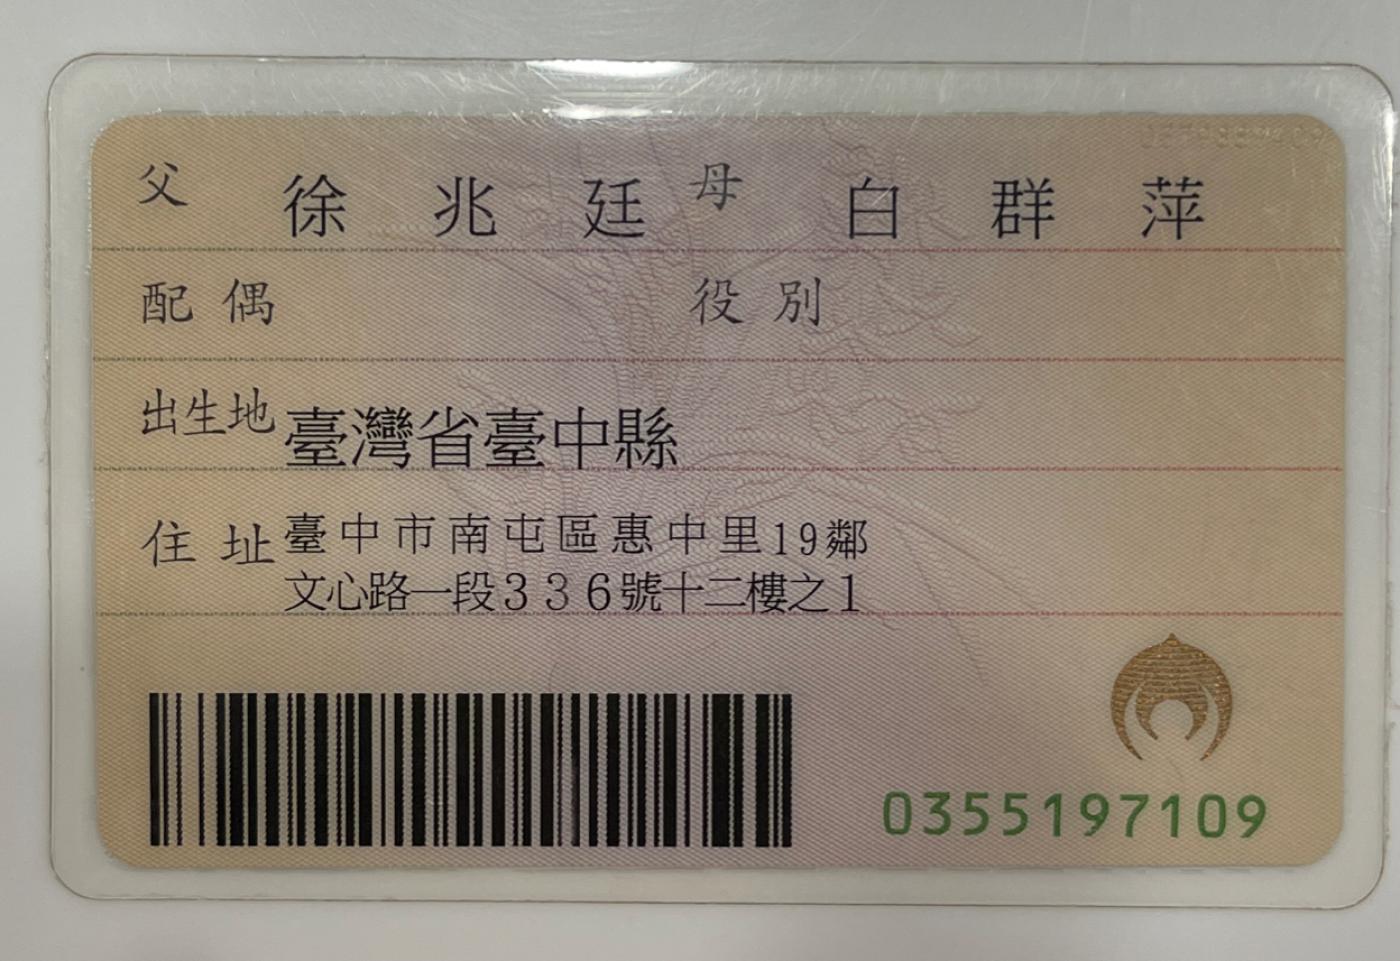 父 徐兆廷 母 白群萍
配偶 役別
出生地 臺灣省臺中縣
住址 臺中市南屯區惠中里19鄰
文心路一段336號十二樓之1
0355197109